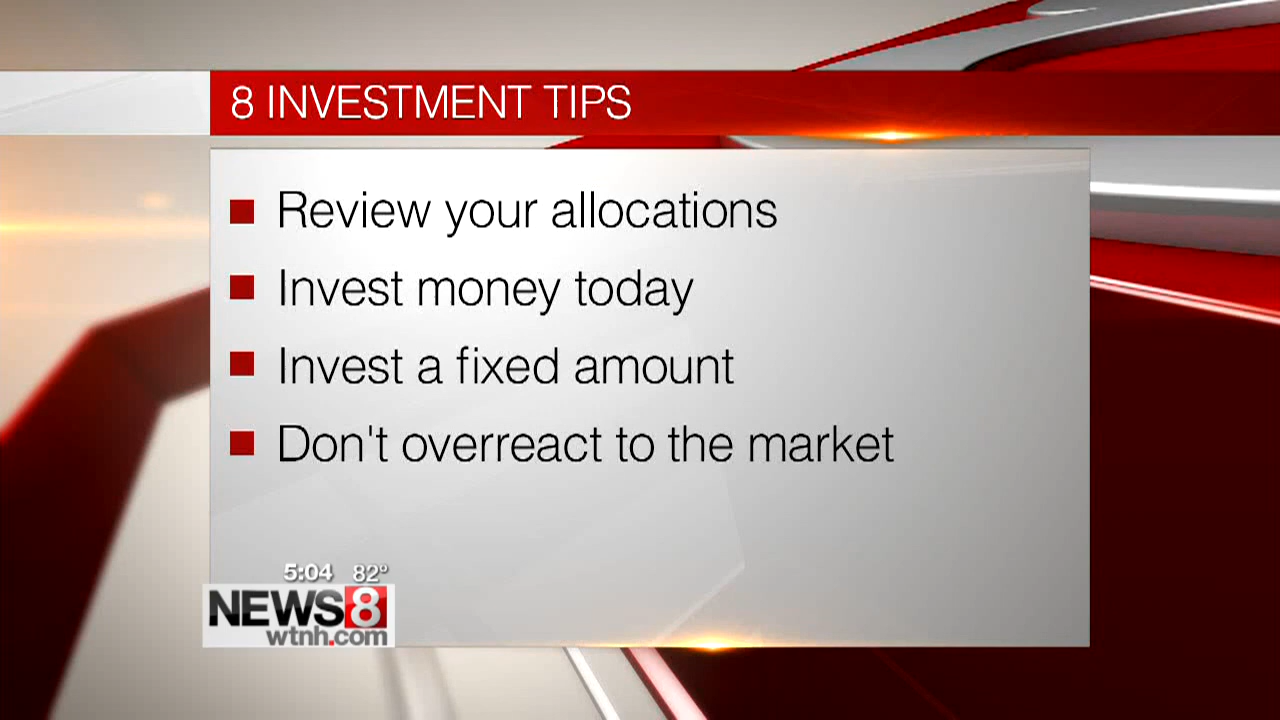 8 INVESTMENT TIPS
Review your allocations
Invest money today
Invest a fixed amount
Don't overreact to the market
5:04 82°
NEWS8
wtnh.com